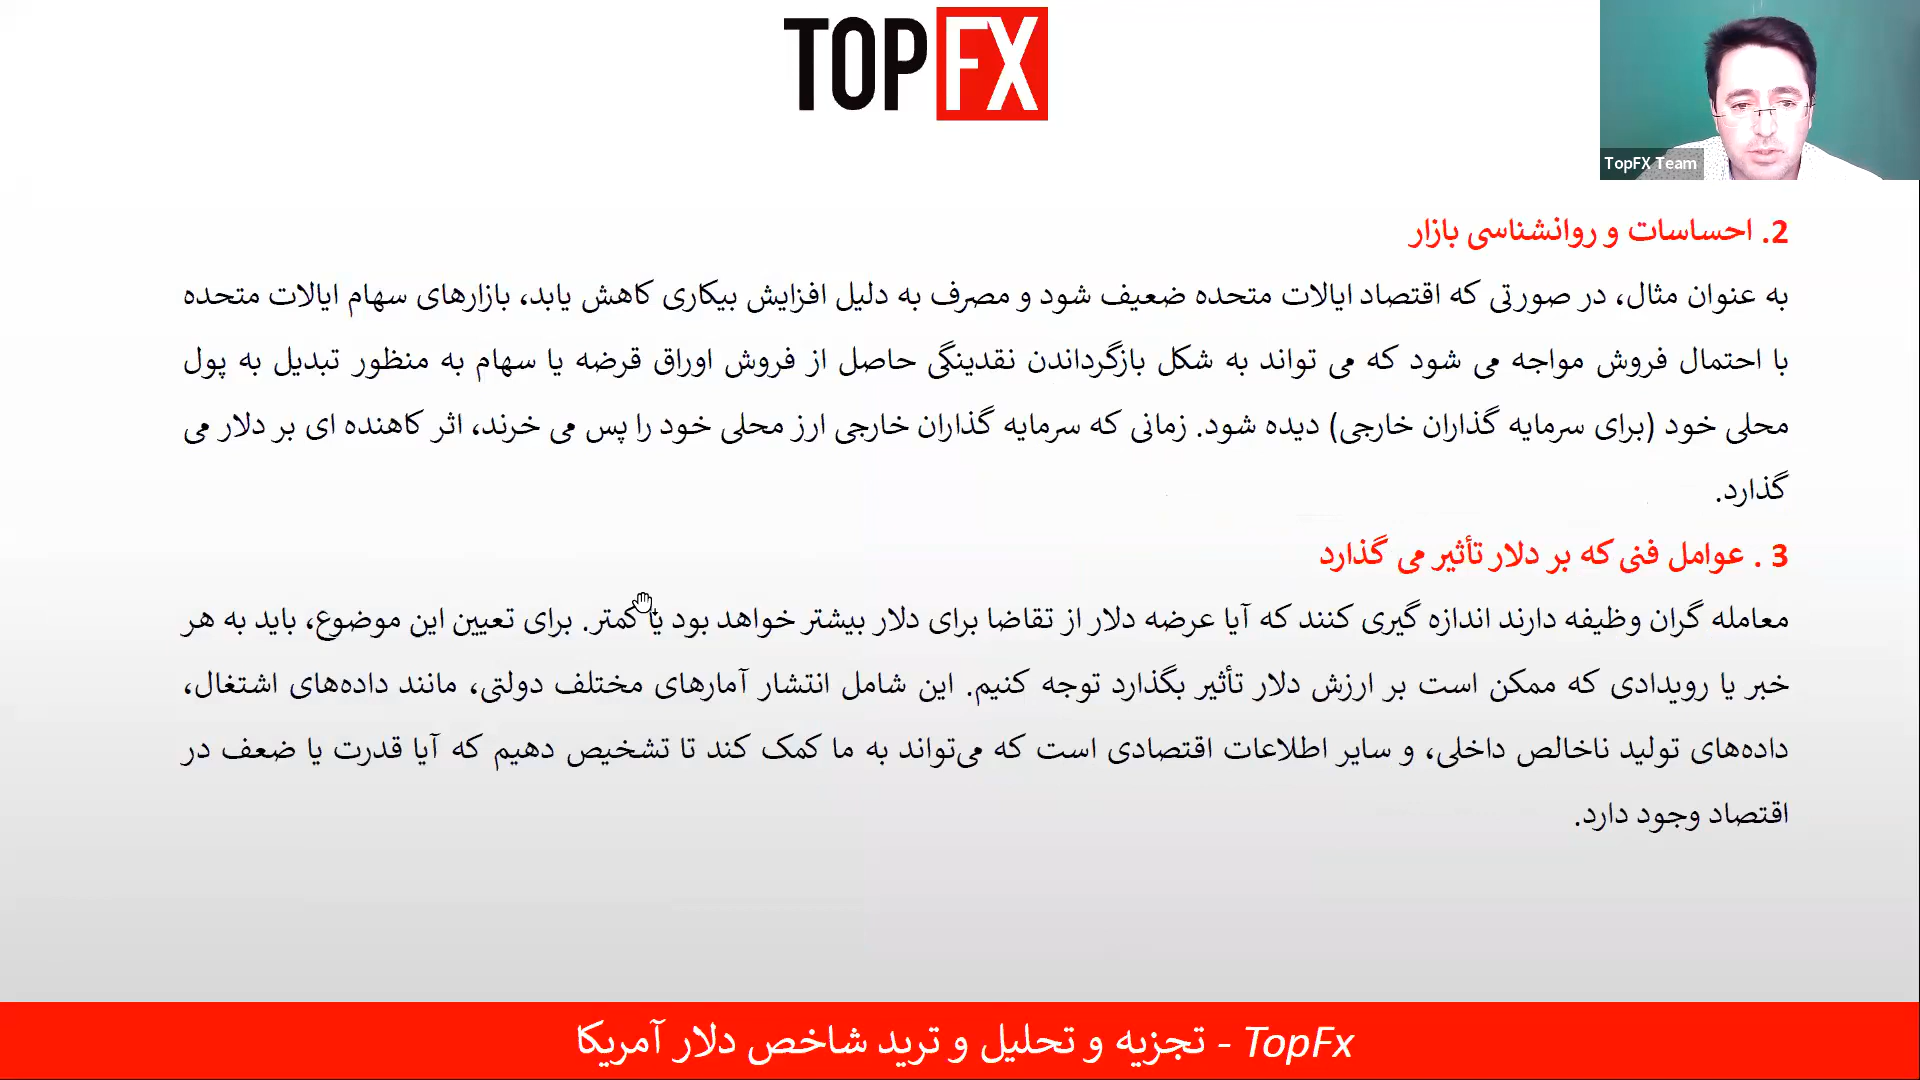 TOPFX
TopFX Team
2. احساسات و روانشناسی بازار
به عنوان مثال، در صورتی که اقتصاد ایالات متحده ضعیف شود و مصرف به دلیل افزایش بیکاری کاهش یابد، بازارهای سهام ایالات متحده
با احتمال فروش مواجه می شود که می تواند به شکل بازگرداندن نقدینگی حاصل از فروش اوراق قرضه یا سهام به منظور تبدیل به پول
محلی خود (برای سرمایه گذاران خارجی) دیده شود. زمانی که سرمایه گذاران خارجی ارز محلی خود را پس می خرند، اثر کاهنده ای بر دلار می
گذارد.
3 . عوامل فنی که بر دلار تأثیر می گذارد
معامله گران وظیفه دارند اندازه گیری کنند که آیا عرضه دلار از تقاضا برای دلار بیشتر خواهد بود یا کمتر. برای تعیین این موضوع، باید به هر
خبر یا رویدادی که ممکن است بر ارزش دلار تأثیر بگذارد توجه کنیم. این شامل انتشار آمارهای مختلف دولتی، مانند داده‌های اشتغال،
داده‌های تولید ناخالص داخلی، و سایر اطلاعات اقتصادی است که می‌تواند به ما کمک کند تا تشخیص دهیم که آیا قدرت یا ضعف در
اقتصاد وجود دارد.
TopFx - تجزیه و تحلیل و ترید شاخص دلار آمریکا